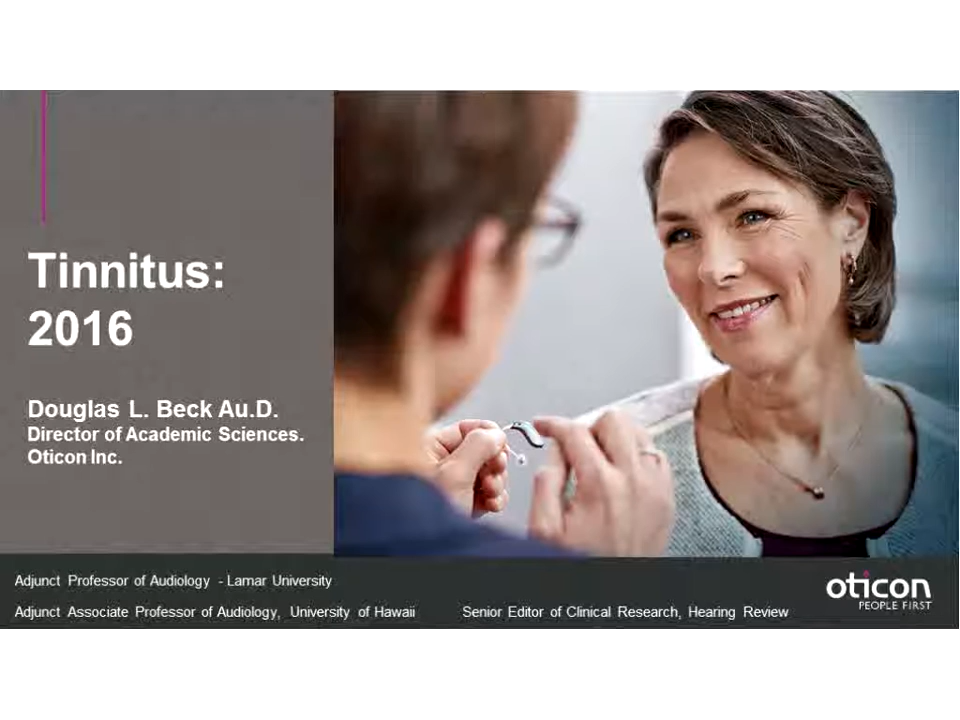 Tinnitus:
2016
Douglas L. Beck Au.D.
Director of Academic Sciences.
Oticon Inc.
Adjunct Professor of Audiology - Lamar University
Adjunct Associate Professor of Audiology, University of Hawaii Senior Editor of Clinical Research, Hearing Review
oticon
PEOPLE FIRST